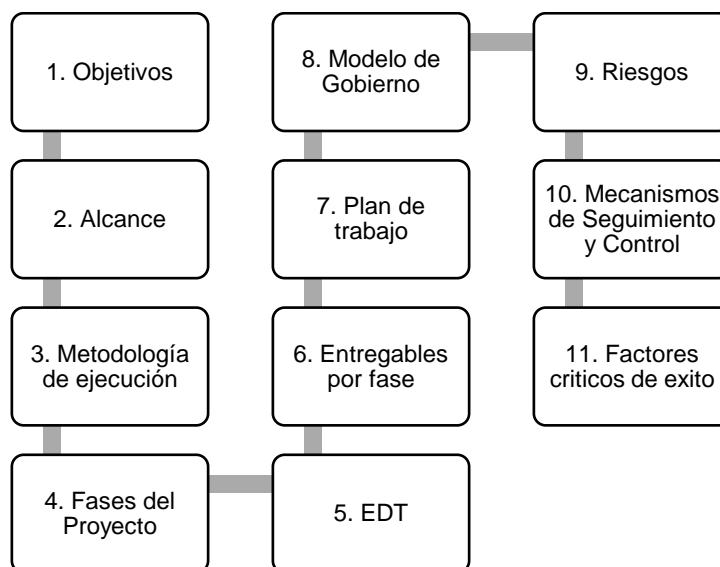 1. Objetivos
2. Alcance
3. Metodología
de ejecución
4. Fases del
Proyecto
5. EDT
6. Entregables
por fase
7. Plan de
trabajo
8. Modelo de
Gobierno
9. Riesgos
10. Mecanismos
de Seguimiento
y Control
11. Factores
criticos de exito